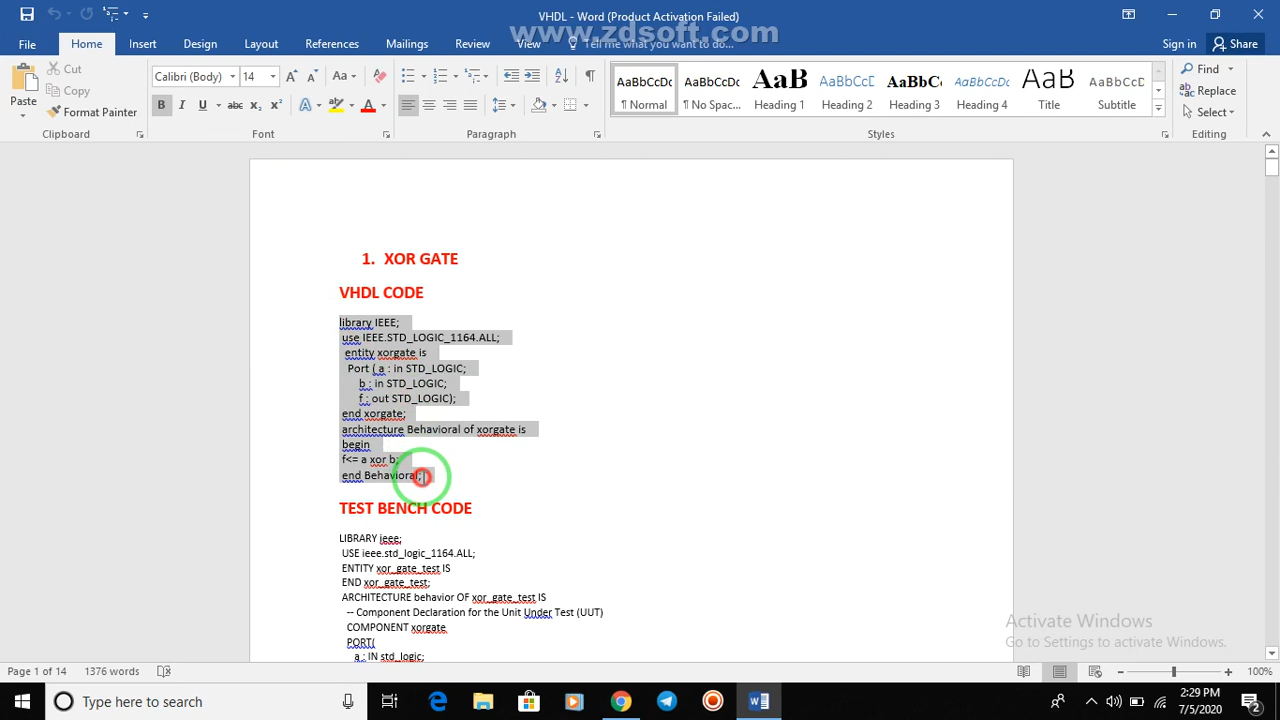 VHDL - Word (Product Activation Failed)
www.zdsoft.com
File Home Insert Design Layout References Mailings Review View Tell me what you want to do... Sign in Share
Cut
Copy
Format Painter
Paste
Clipboard
Calibri (Body) 14
Font
Paragraph
AaBbCcDc AaBbCcDc AaB AaBbCcD AaBbCcI AaBbCcDc AaBb AaBbCcD
¶ Normal ¶ No Spac... Heading 1 Heading 2 Heading 3 Heading 4 Title Subtitle
Styles
Find
Replace
Select
Editing
1. XOR GATE
VHDL CODE
library IEEE;
use IEEE.STD_LOGIC_1164.ALL;
entity xorgate is
Port ( a : in STD_LOGIC;
b : in STD_LOGIC;
f : out STD_LOGIC);
end xorgate;
architecture Behavioral of xorgate is
begin
f<= a xor b;
end Behavioral;
TEST BENCH CODE
LIBRARY ieee;
USE ieee.std_logic_1164.ALL;
ENTITY xor_gate_test IS
END xor_gate_test;
ARCHITECTURE behavior OF xor_gate_test IS
-- Component Declaration for the Unit Under Test (UUT)
COMPONENT xorgate
PORT(
a : IN std_logic;
Activate Windows
Go to Settings to activate Windows.
Page 1 of 14 1376 words 100%
Type here to search
2:29 PM
7/5/2020
2